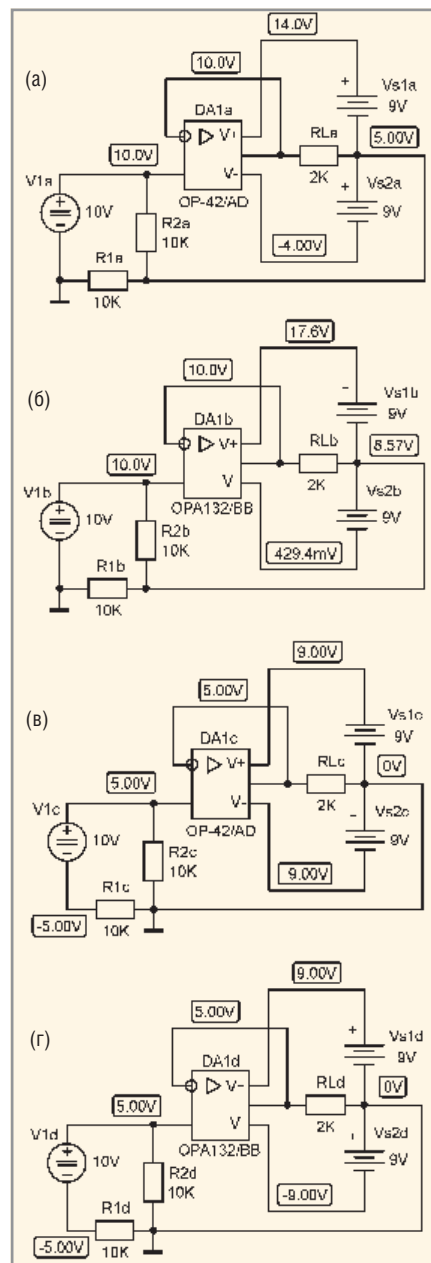 (а)
14.0V
10.0V
DA1a
V+
V-
OP-42/AD
Vs1a
9V
RLa
2K
5.00V
10.0V
V1a
10V
R2a
10K
Vs2a
9V
R1a
10K
-4.00V
(б)
17.6V
10.0V
DA1b
V+
V
OPA132/BB
Vs1b
9V
RLb
2K
8.57V
10.0V
V1b
10V
R2b
10K
Vs2b
9V
R1b
10K
429.4mV
(в)
9.00V
5.00V
DA1c
V+
V-
OP-42/AD
Vs1c
9V
RLc
2K
0V
5.00V
V1c
10V
R2c
10K
Vs2c
9V
-5.00V
R1c
10K
9.00V
(г)
9.00V
5.00V
DA1d
V-
V
OPA132/BB
Vs1d
9V
RLd
2K
0V
5.00V
V1d
10V
R2d
10K
Vs2d
9V
-5.00V
R1d
10K
-9.00V